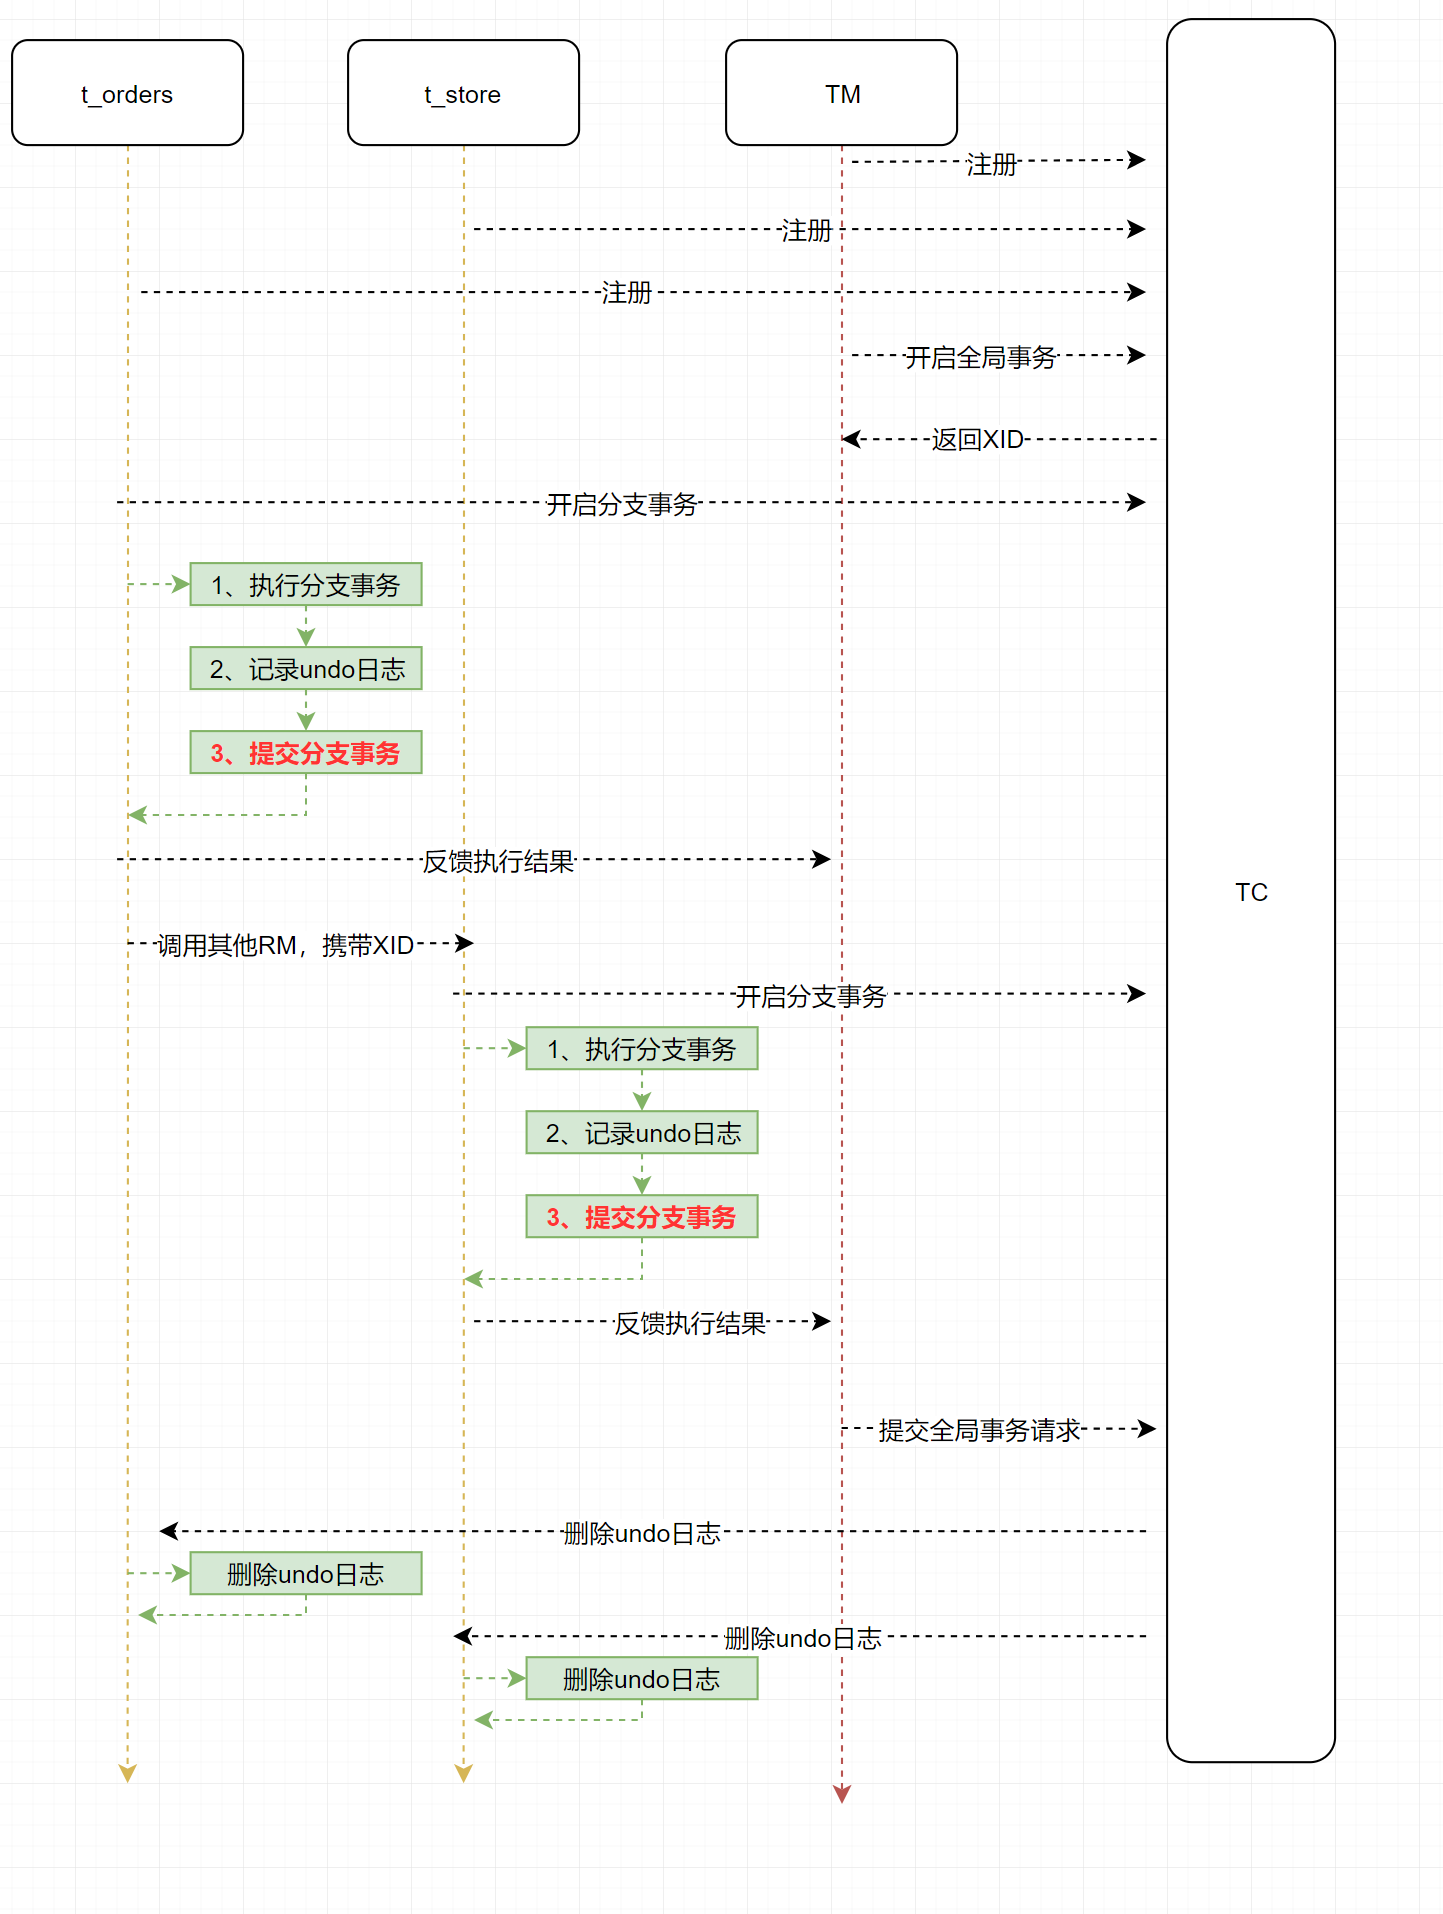 t_orders
t_store
TM
注册
注册
注册
开启全局事务
返回XID
开启分支事务
1、执行分支事务
2、记录undo日志
3、提交分支事务
反馈执行结果
TC
调用其他RM，携带XID
开启分支事务
1、执行分支事务
2、记录undo日志
3、提交分支事务
反馈执行结果
提交全局事务请求
删除undo日志
删除undo日志
删除undo日志
删除undo日志